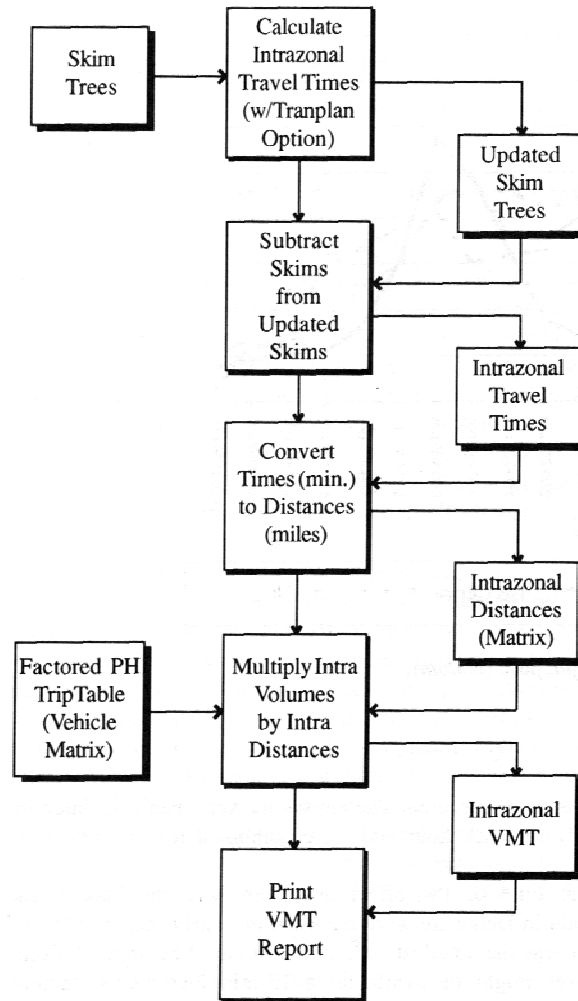 Skim
Trees
Calculate
Intrazonal
Travel Times
(w/Tranplan
Option)
Updated
Skim
Trees
Subtract
Skims
from
Updated
Skims
Intrazonal
Travel
Times
Convert
Times (min.)
to Distances
(miles)
Intrazonal
Distances
(Matrix)
Factored PH
TripTable
(Vehicle
Matrix)
Multiply Intra
Volumes
by Intra
Distances
Intrazonal
VMT
Print
VMT
Report